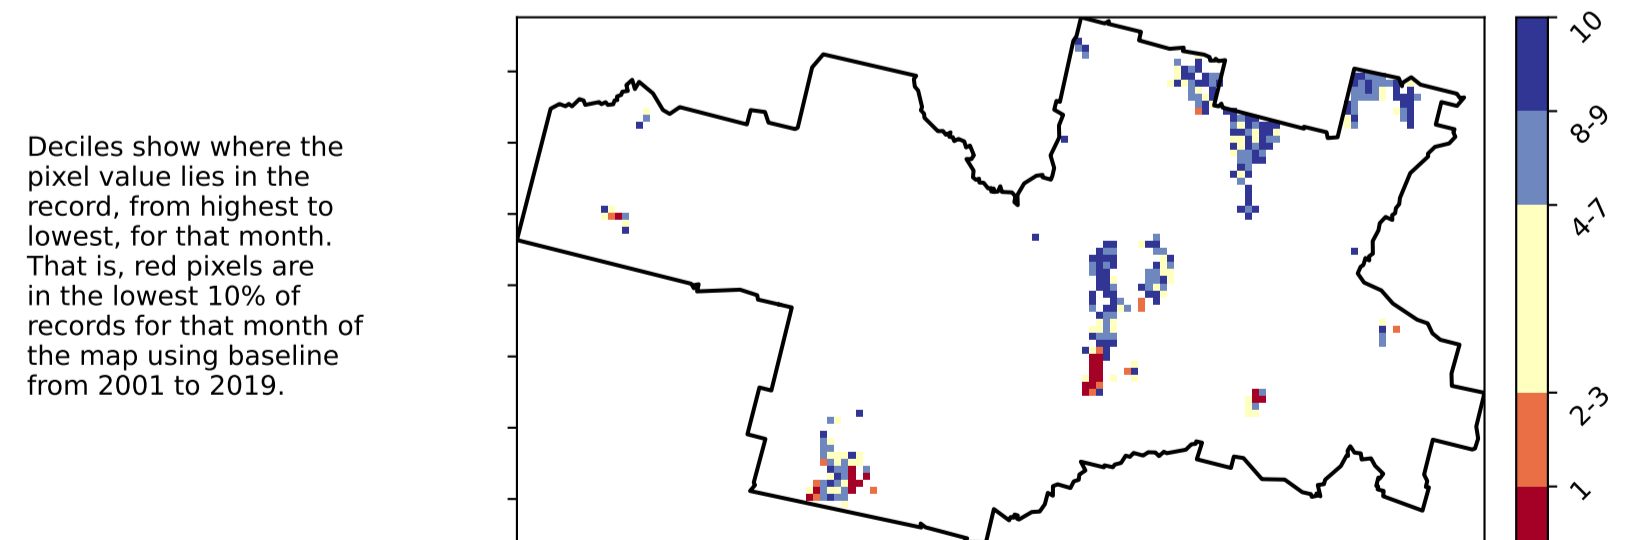 Deciles show where the
pixel value lies in the
record, from highest to
lowest, for that month.
That is, red pixels are
in the lowest 10% of
records for that month of
the map using baseline
from 2001 to 2019.
10
8-9
4-7
2-3
1